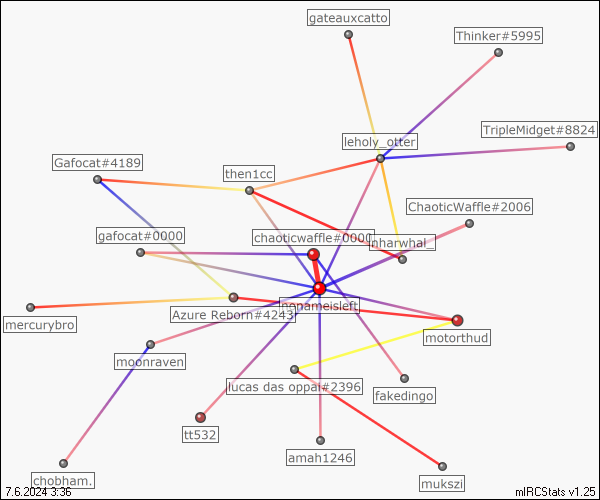 gateauxcatto
Thinker#5995
TripleMidget#8824
leholy_otter
Gafocat#4189
then1cc
ChaoticWaffle#2006
gafocat#0000
chaoticwaffle#0000
nharwhal_
nonameisleft
Azure Reborn#4243
mercurybro
motorthud
moonraven
lucas das oppai#2396
fakedingo
tt532
amah1246
chobham.
mukszi
7.6.2024 3:36
mIRCStats v1.25